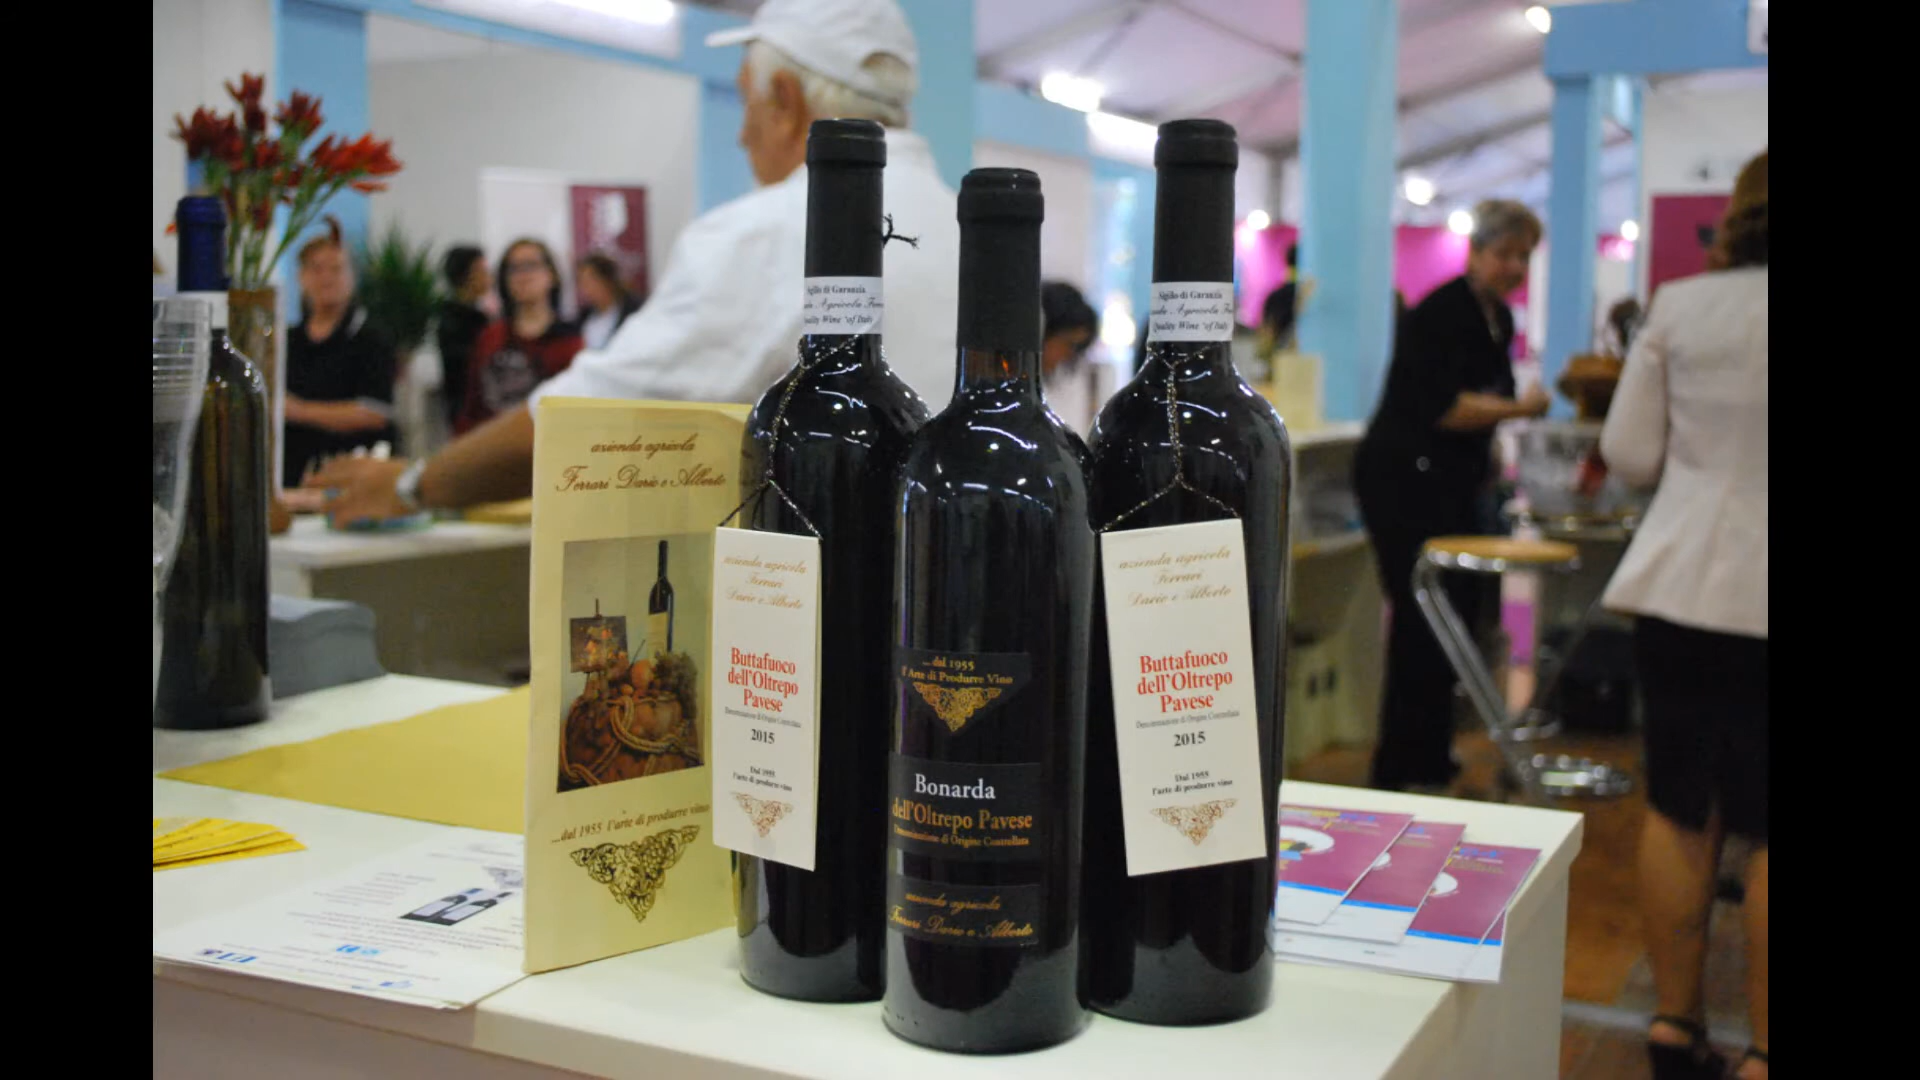 azienda agricola
Ferrari Dario e Alberto
...dal 1955 l'arte di produrre vino
azienda agricola
Ferrari
Dario e Alberto
Buttafuoco
dell'Oltrepo
Pavese
Denominazione di Origine Controllata
2015
Dal 1955
l'arte di produrre vino
...dal 1955
l'Arte di Produrre Vino
Bonarda
dell'Oltrepo Pavese
Denominazione di Origine Controllata
azienda agricola
Ferrari Dario e Alberto
Sigillo di Garanzia
Quality Wine 'of Italy
Sigillo di Garanzia
Quality Wine 'of Italy
azienda agricola
Ferrari
Dario e Alberto
Buttafuoco
dell'Oltrepo
Pavese
Denominazione di Origine Controllata
2015
Dal 1955
l'arte di produrre vino